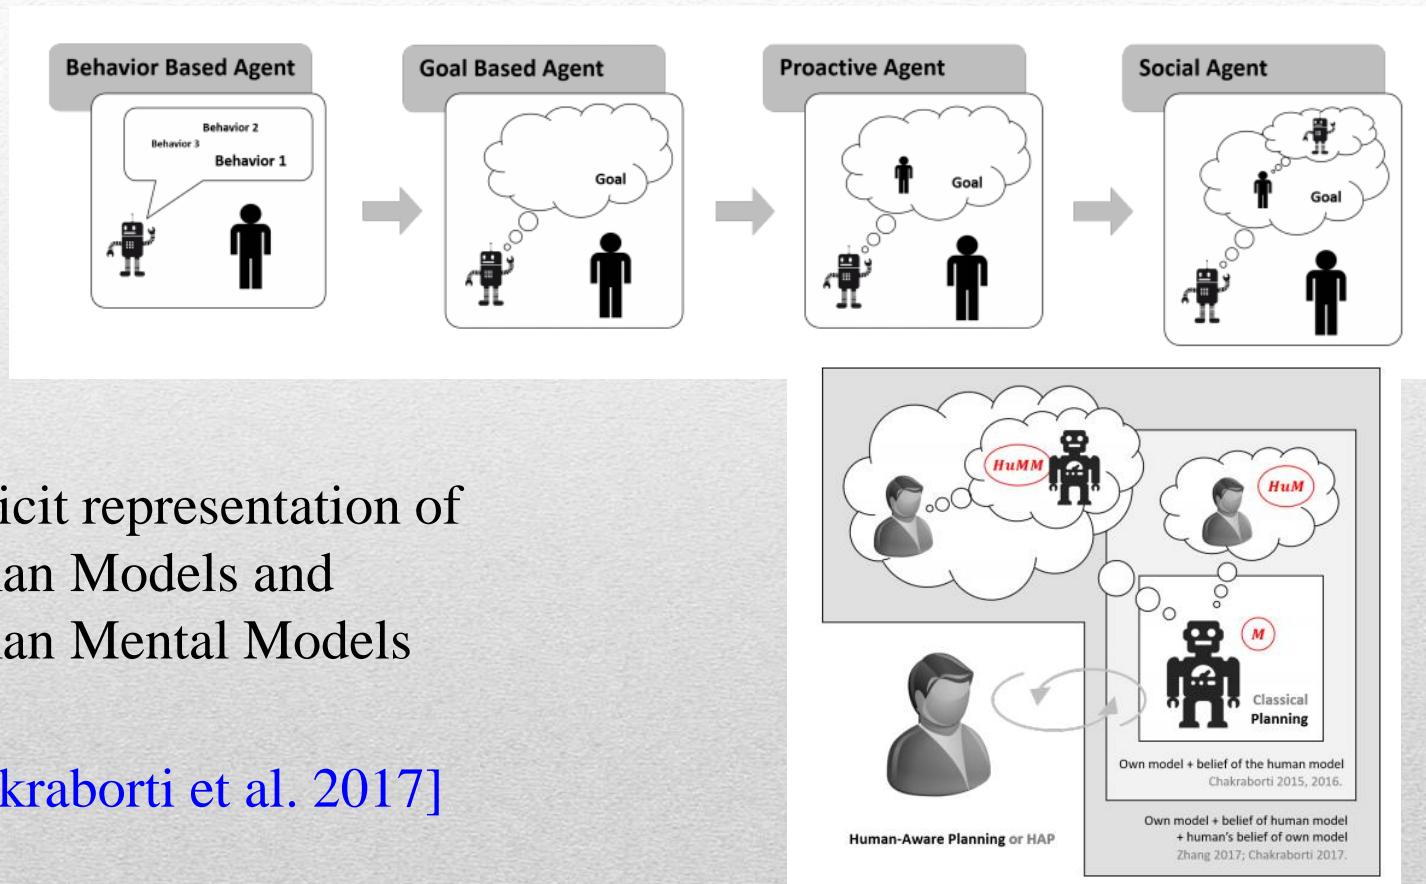 Behavior Based Agent
Goal Based Agent
Proactive Agent
Social Agent
Behavior 2
Behavior 3
Behavior 1
Goal
Goal
Goal
icit representation of
an Models and
an Mental Models
kraborti et al. 2017]
HuMM
HuM
M
Classical
Planning
Own model + belief of the human model
Chakraborti 2015, 2016.
Own model + belief of human model
+ human's belief of own model
Zhang 2017; Chakraborti 2017.
Human-Aware Planning or HAP